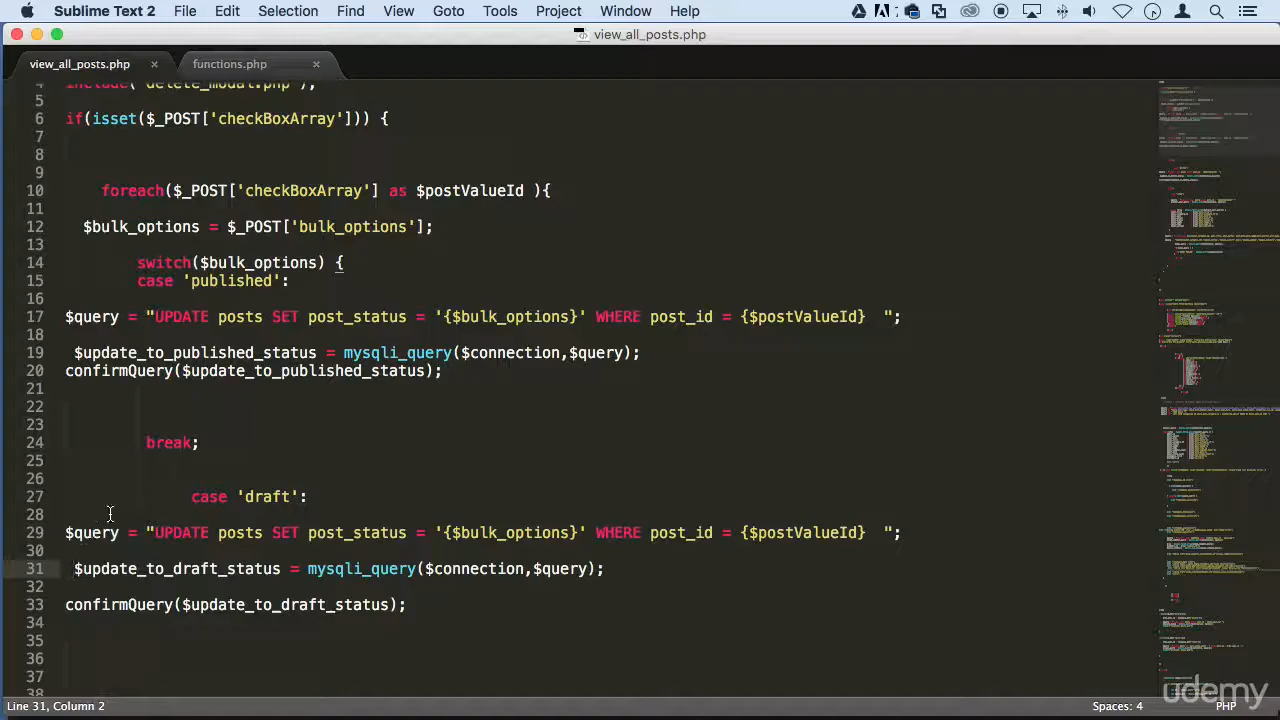 Sublime Text 2 File Edit Selection Find View Goto Tools Project Window Help
view_all_posts.php
view_all_posts.php × functions.php ×
4 include("delete_modal.php");
5
6 if(isset($_POST['checkBoxArray'])) {
7
8
9
10 foreach($_POST['checkBoxArray'] as $postValueId ){
11
12 $bulk_options = $_POST['bulk_options'];
13
14 switch($bulk_options) {
15 case 'published':
16
17 $query = "UPDATE posts SET post_status = '{$bulk_options}' WHERE post_id = {$postValueId} ";
18
19 $update_to_published_status = mysqli_query($connection,$query);
20 confirmQuery($update_to_published_status);
21
22
23
24 break;
25
26
27 case 'draft':
28
29 $query = "UPDATE posts SET post_status = '{$bulk_options}' WHERE post_id = {$postValueId} ";
30
31 $update_to_draft_status = mysqli_query($connection,$query);
32
33 confirmQuery($update_to_draft_status);
34
35
36
37
38
udemy
Line 31, Column 2 Spaces: 4 PHP